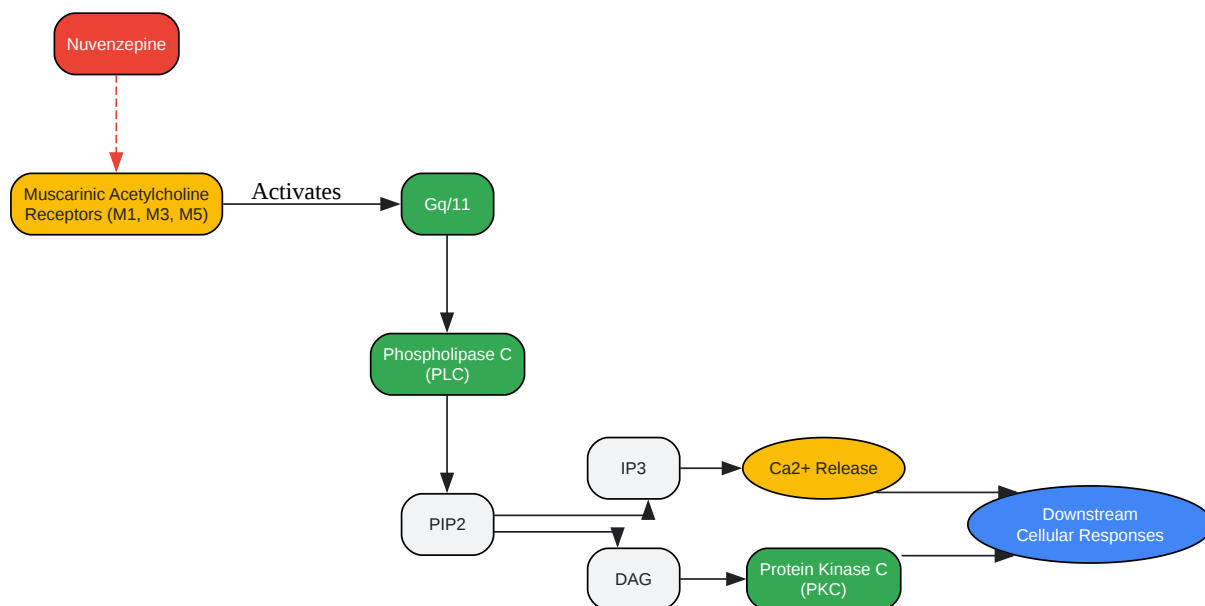 Nuvenzepine
Muscarinic Acetylcholine
Receptors (M1, M3, M5)
Activates
Gq/11
Phospholipase C
(PLC)
PIP2
IP3
Ca2+ Release
DAG
Protein Kinase C
(PKC)
Downstream
Cellular Responses